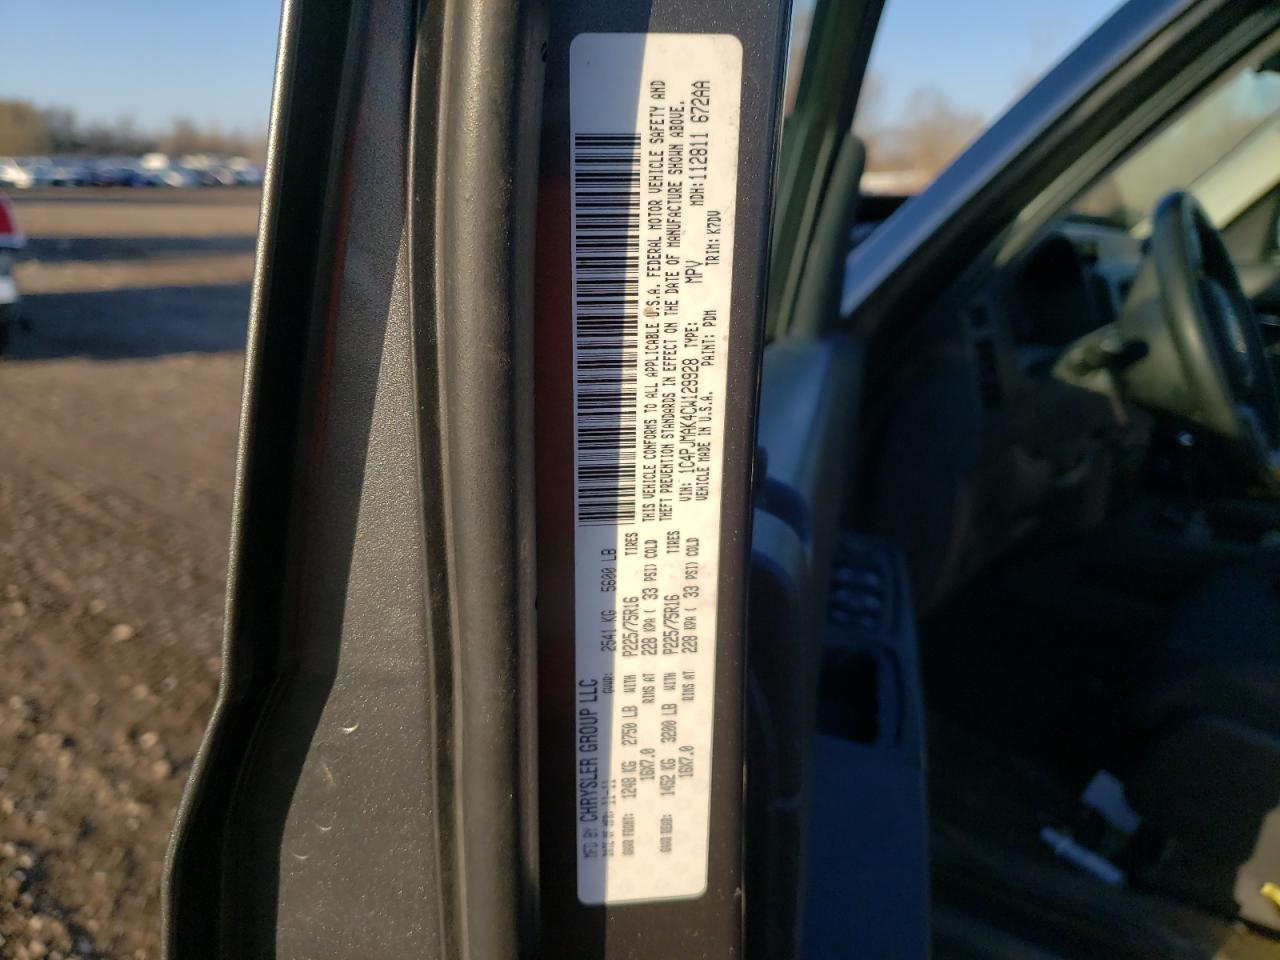 MFD BY CHRYSLER GROUP LLC
DATE OF MFR: 11-11 GVWR: 2541 KG 5600 LB
GAWR FRONT: 1248 KG 2750 LB WITH P225/75R16 TIRES
16X7.0 RIMS AT 228 KPA ( 33 PSI) COLD
GAWR REAR: 1452 KG 3200 LB WITH P225/75R16 TIRES
16X7.0 RIMS AT 228 KPA ( 33 PSI) COLD
THIS VEHICLE CONFORMS TO ALL APPLICABLE U.S.A. FEDERAL MOTOR VEHICLE SAFETY AND
THEFT PREVENTION STANDARDS IN EFFECT ON THE DATE OF MANUFACTURE SHOWN ABOVE.
VIN: 1C4PJMAK4CW129928 TYPE: MPV MDH:112811 672AA
VEHICLE MADE IN U.S.A. PAINT: PDM TRIM: K7DV